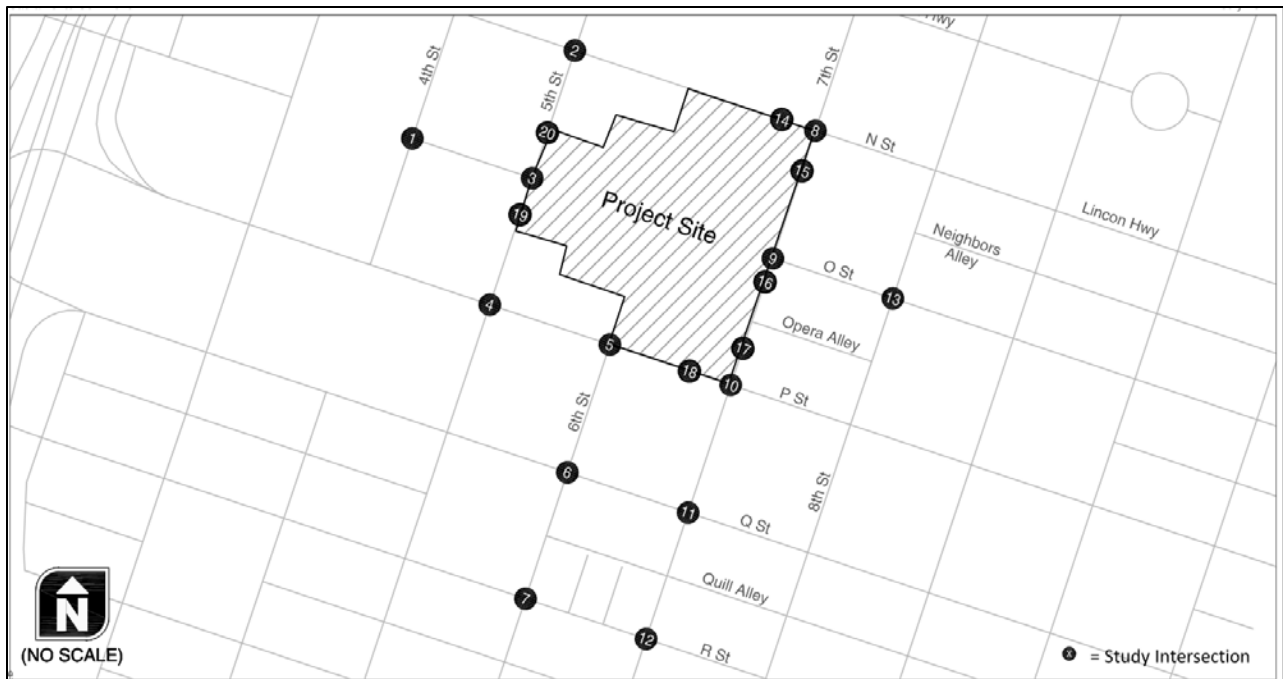 Hwy
2
4th St
5th St
7th St
14
8
20
1
N St
15
3
Project Site
Lincon Hwy
19
Neighbors
Alley
9
O St
16
13
4
Opera Alley
5
17
18
10
P St
6th St
6
8th St
11
Q St
Quill Alley
7
N
12
R St
(NO SCALE)
x = Study Intersection